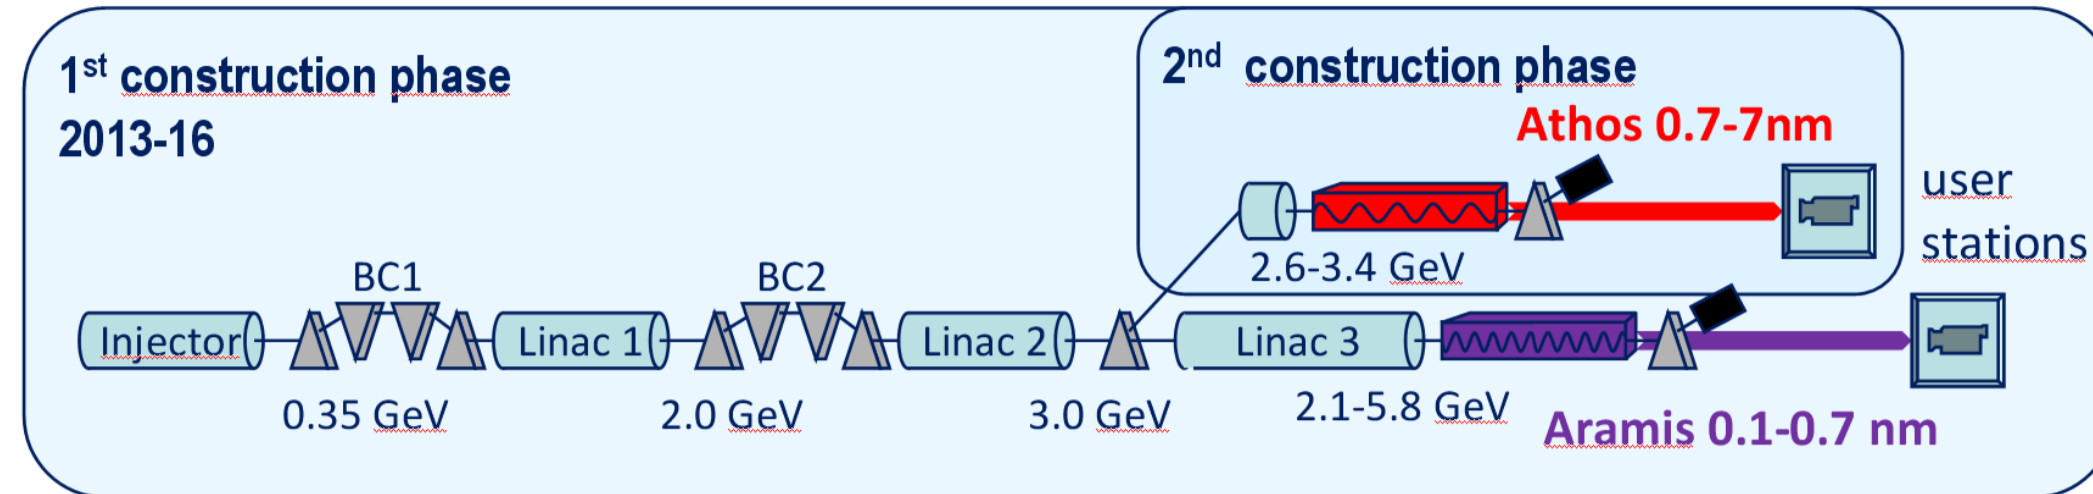 1st construction phase
2013-16
2nd construction phase
Athos 0.7-7nm
user
stations
2.6-3.4 GeV
BC1
BC2
Injector
Linac 1
Linac 2
Linac 3
0.35 GeV
2.0 GeV
3.0 GeV
2.1-5.8 GeV
Aramis 0.1-0.7 nm